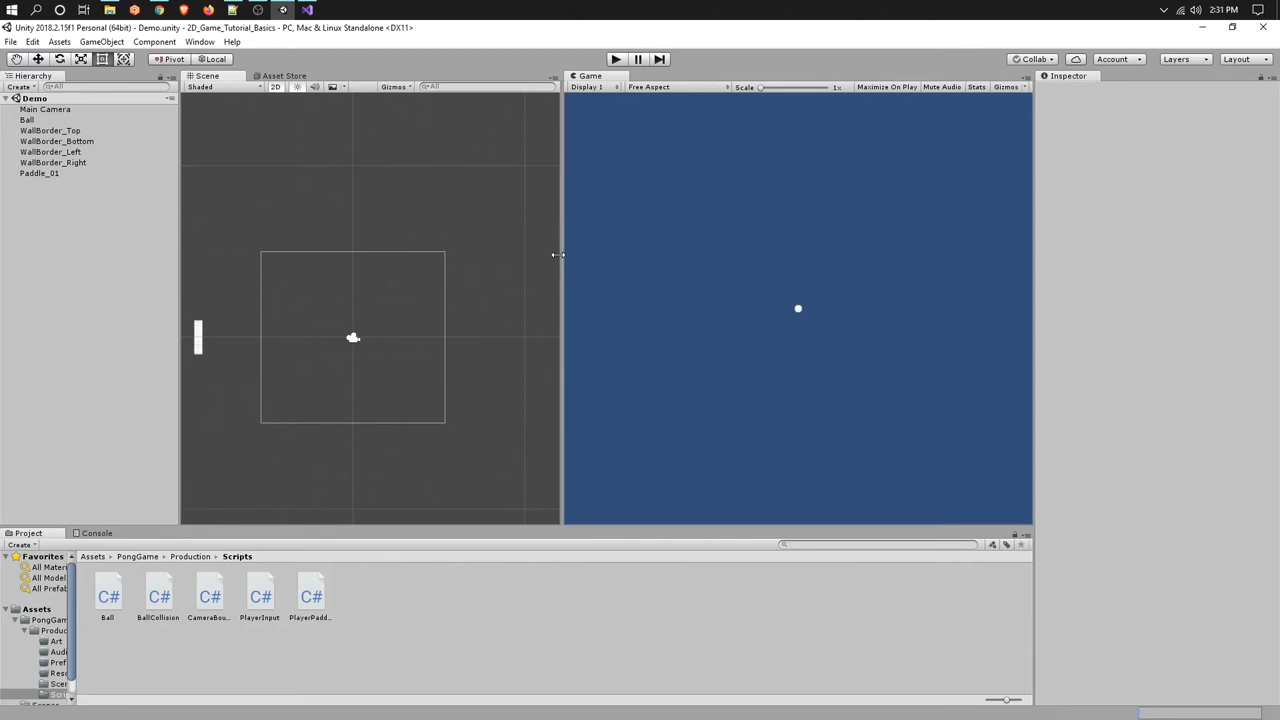 2:31 PM
Unity 2018.2.15f1 Personal (64bit) - Demo.unity - 2D_Game_Tutorial_Basics - PC, Mac & Linux Standalone <DX11>
File Edit Assets GameObject Component Window Help
Pivot Local Collab Account Layers Layout
Hierarchy Scene Asset Store Game Inspector
Create All Shaded 2D Gizmos All Display 1 Free Aspect Scale 1x Maximize On Play Mute Audio Stats Gizmos
Demo
Main Camera
Ball
WallBorder_Top
WallBorder_Bottom
WallBorder_Left
WallBorder_Right
Paddle_01
Project Console
Create
Favorites Assets PongGame Production Scripts
All Materi
All Model
All Prefab
C# C# C# C# C#
Assets
Ball BallCollision CameraBou... PlayerInput PlayerPadd...
PongGam
Produc
Art
Audi
Pref
Reso
Scen
Scri